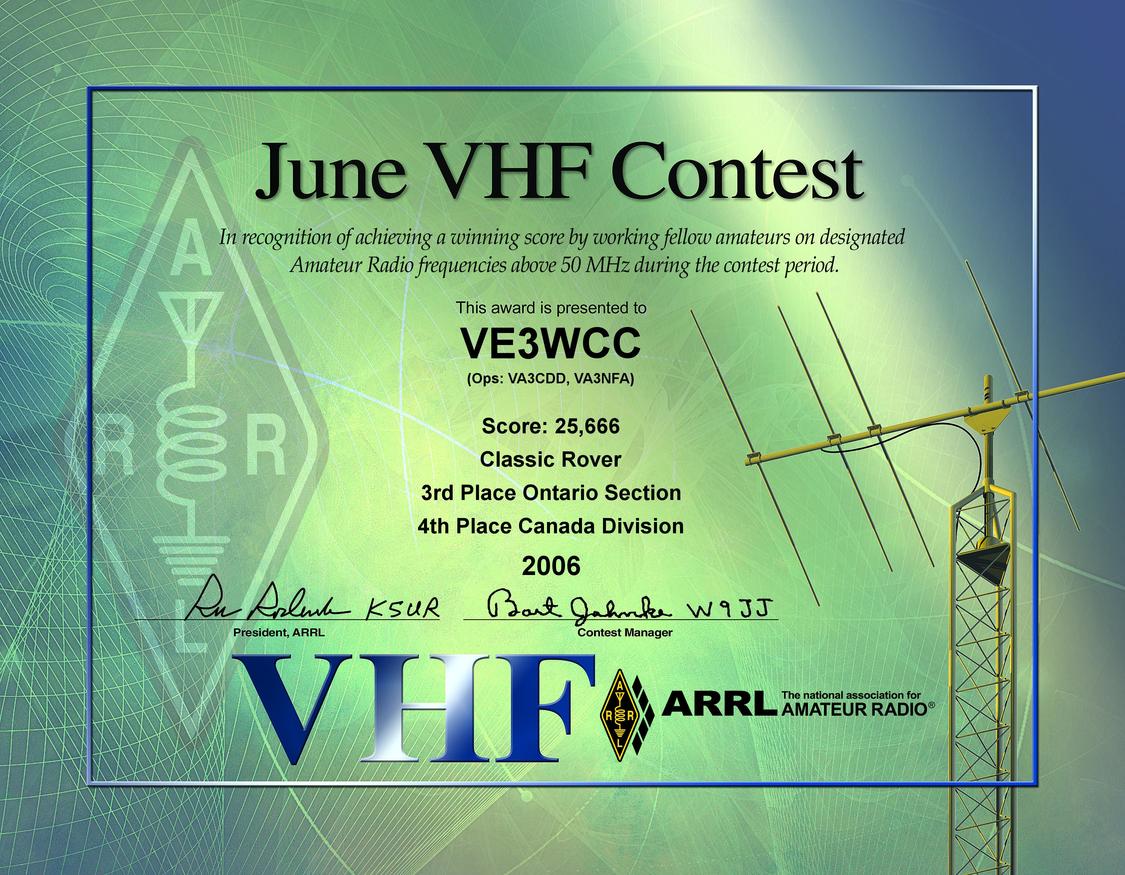 June VHF Contest
In recognition of achieving a winning score by working fellow amateurs on designated
Amateur Radio frequencies above 50 MHz during the contest period.
This award is presented to
VE3WCC
(Ops: VA3CDD, VA3NFA)
Score: 25,666
Classic Rover
3rd Place Ontario Section
4th Place Canada Division
2006
K5UR
Bart Jahnke W9JJ
President, ARRL
Contest Manager
A
R R
L
VHF
A
R R
L
ARRL The national association for
AMATEUR RADIO®